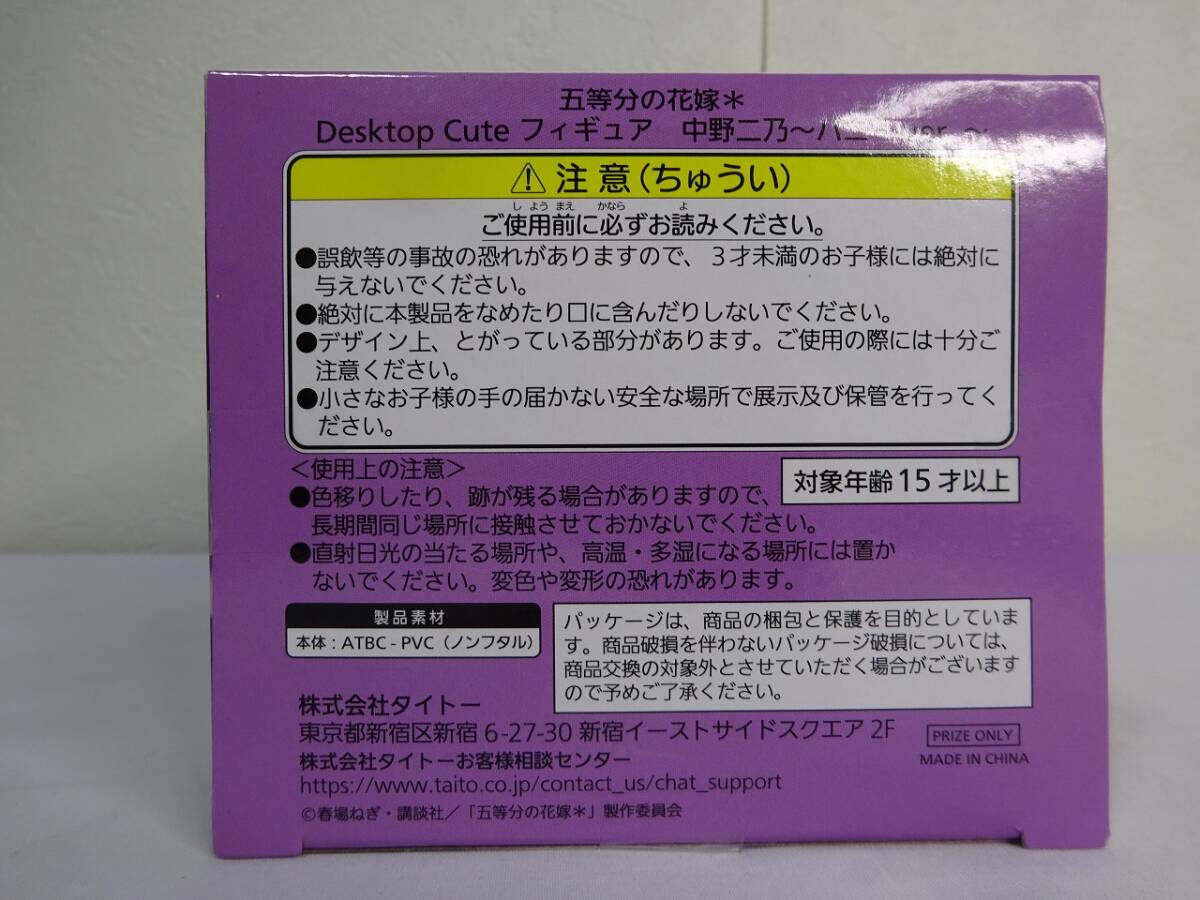 五等分の花嫁＊
Desktop Cute フィギュア　中野二乃～バニーver.～
⚠注意(ちゅうい)
し よう まえ かなら よ
ご使用前に必ずお読みください。
●誤飲等の事故の恐れがありますので、３才未満のお子様には絶対に
与えないでください。
●絶対に本製品をなめたり口に含んだりしないでください。
●デザイン上、とがっている部分があります。ご使用の際には十分ご
注意ください。
●小さなお子様の手の届かない安全な場所で展示及び保管を行ってく
ださい。
＜使用上の注意＞
対象年齢15才以上
●色移りしたり、跡が残る場合がありますので、
長期間同じ場所に接触させておかないでください。
●直射日光の当たる場所や、高温・多湿になる場所には置か
ないでください。変色や変形の恐れがあります。
製品素材
本体：ATBC-PVC（ノンフタル）
パッケージは、商品の梱包と保護を目的としていま
す。商品破損を伴わないパッケージ破損については、
商品交換の対象外とさせていただく場合がございます
ので予めご了承ください。
株式会社タイトー
東京都新宿区新宿6-27-30 新宿イーストサイドスクエア2F
株式会社タイトーお客様相談センター
https://www.taito.co.jp/contact_us/chat_support
PRIZE ONLY
MADE IN CHINA
©春場ねぎ・講談社／「五等分の花嫁＊」製作委員会